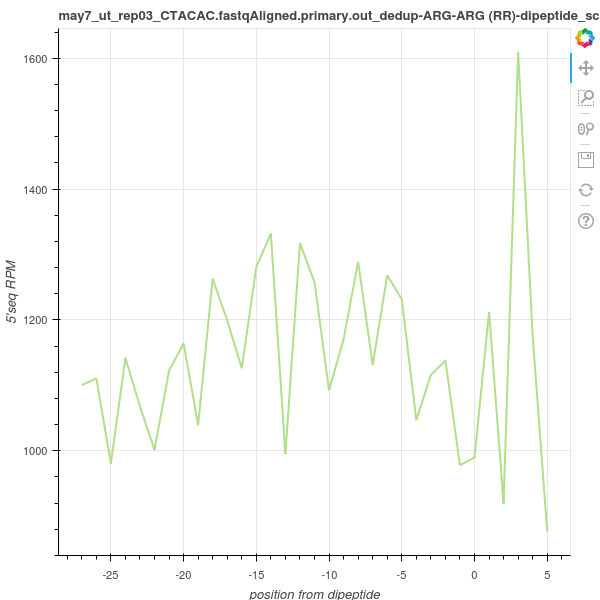 may7_ut_rep03_CTACAC.fastqAligned.primary.out_dedup-ARG-ARG (RR)-dipeptide_sc
1600
1400
1200
1000
5'seq RPM
-25 -20 -15 -10 -5 0 5
position from dipeptide